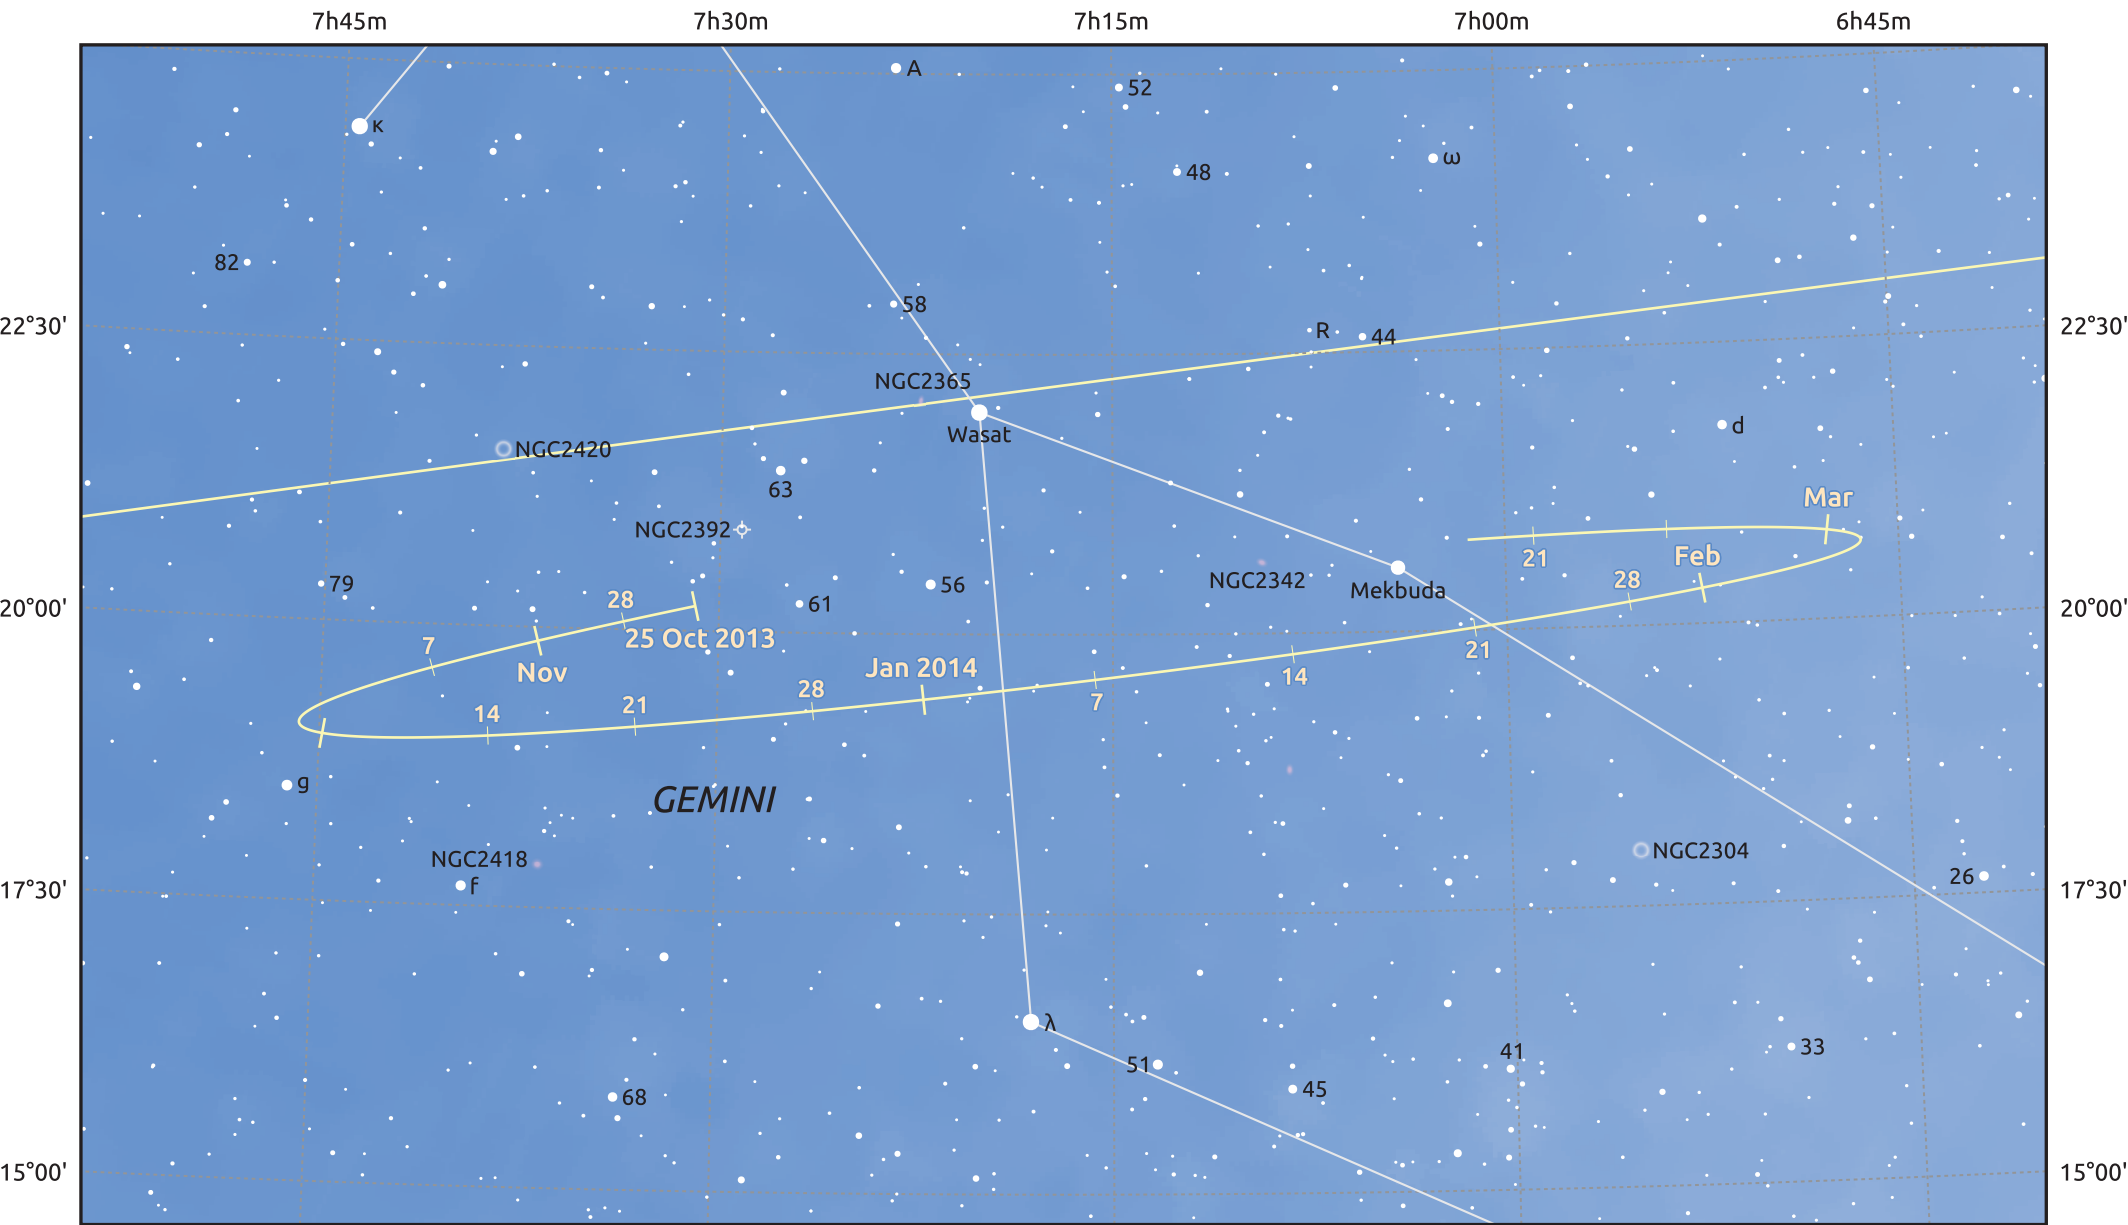 7h45m 7h30m 7h15m 7h00m 6h45m
A
52
κ
48
ω
82
58
22°30' R 44 22°30'
NGC2365
Wasat
d
NGC2420
63
Mar
NGC2392
21 Feb
NGC2342 28
79 56 Mekbuda
20°00' 28 61 20°00'
7 25 Oct 2013
Nov Jan 2014 14 21
28 7
14 21
g
GEMINI
NGC2418 NGC2304
17°30' f 26 17°30'
λ
51 41 33
68 45
15°00' 15°00'